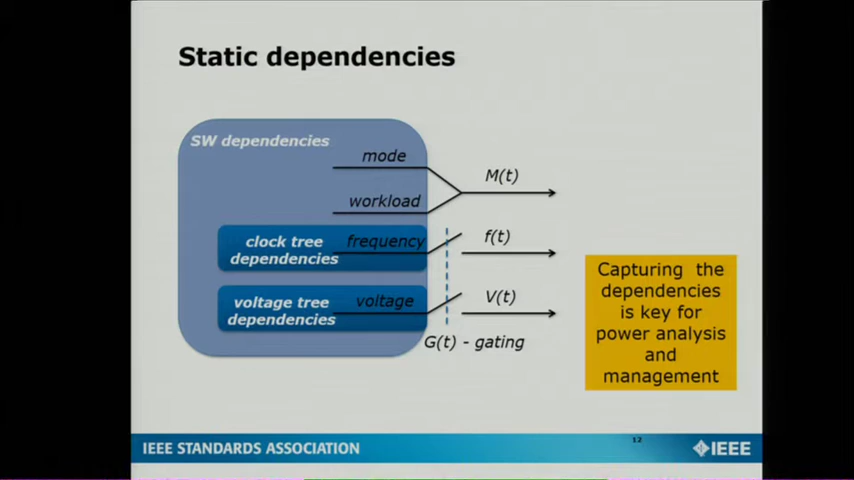 Static dependencies
SW dependencies
mode
M(t)
workload
clock tree
dependencies
frequency
f(t)
voltage tree
dependencies
voltage
V(t)
G(t) - gating
Capturing the
dependencies
is key for
power analysis
and
management
12
IEEE STANDARDS ASSOCIATION
IEEE